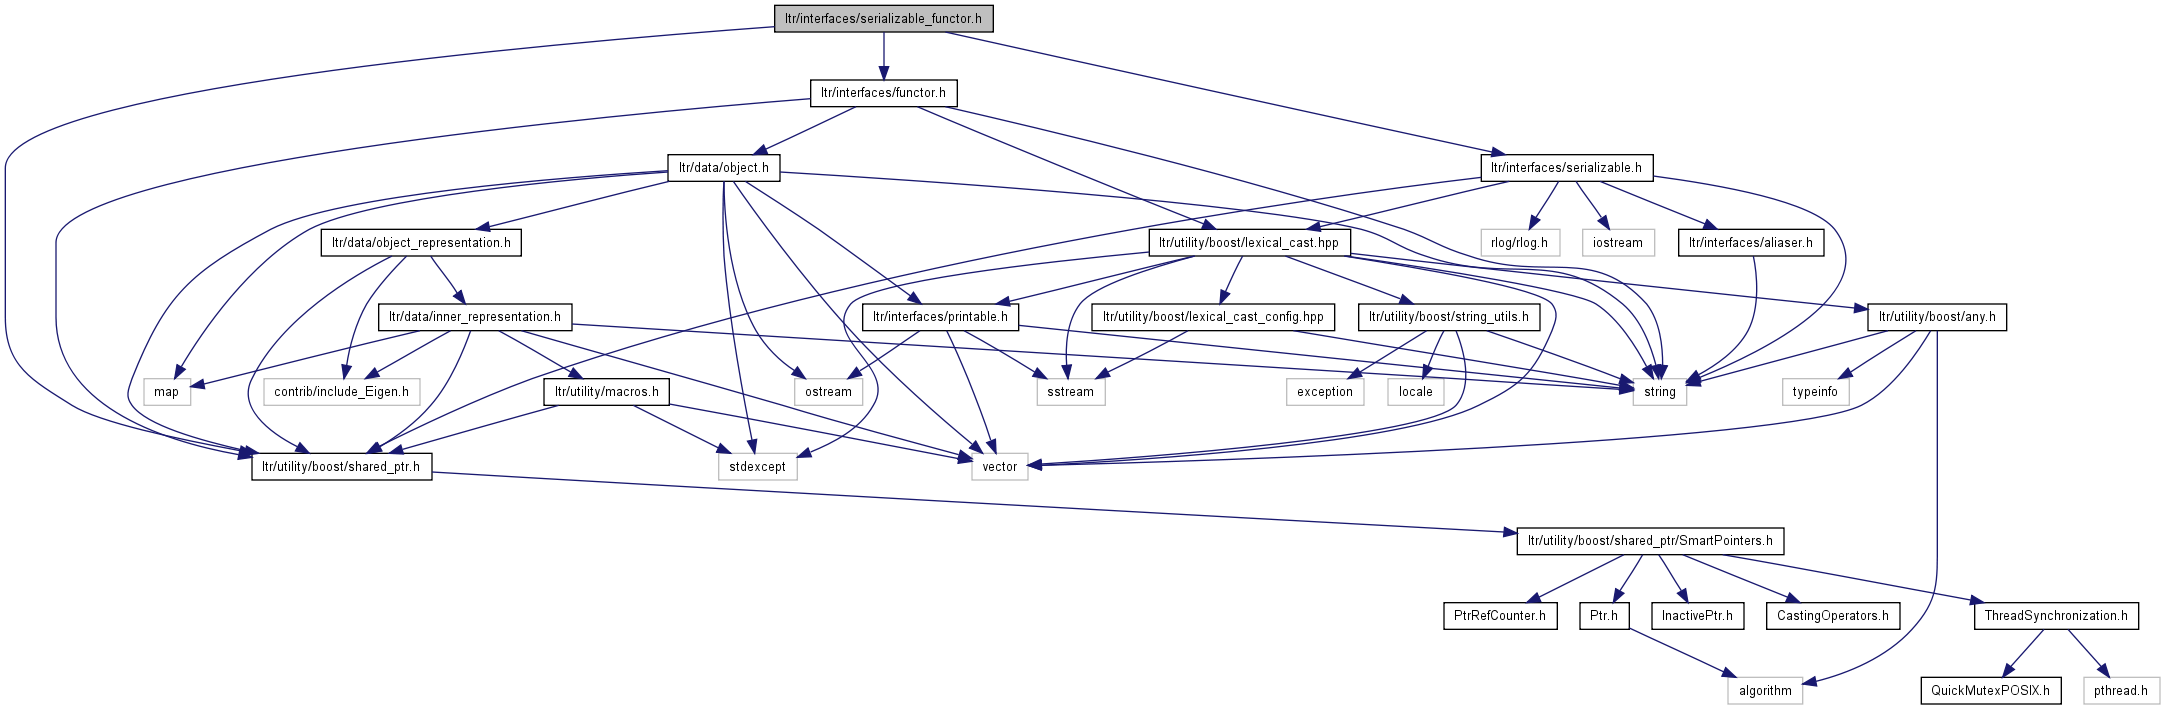 ltr/interfaces/serializable_functor.h
ltr/interfaces/functor.h
ltr/data/object.h
ltr/interfaces/serializable.h
ltr/data/object_representation.h
ltr/utility/boost/lexical_cast.hpp
rlog/rlog.h
iostream
ltr/interfaces/aliaser.h
ltr/data/inner_representation.h
ltr/interfaces/printable.h
ltr/utility/boost/lexical_cast_config.hpp
ltr/utility/boost/string_utils.h
ltr/utility/boost/any.h
map
contrib/include_Eigen.h
ltr/utility/macros.h
ostream
sstream
exception
locale
string
typeinfo
ltr/utility/boost/shared_ptr.h
stdexcept
vector
ltr/utility/boost/shared_ptr/SmartPointers.h
PtrRefCounter.h
Ptr.h
InactivePtr.h
CastingOperators.h
ThreadSynchronization.h
algorithm
QuickMutexPOSIX.h
pthread.h